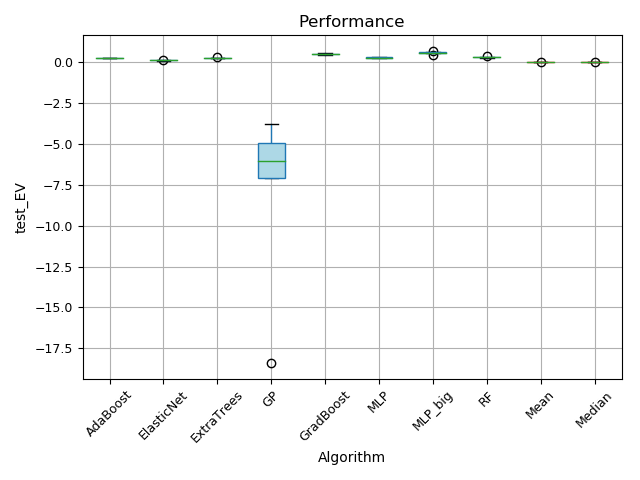 Performance
test_EV
0.0
−2.5
−5.0
−7.5
−10.0
−12.5
−15.0
−17.5
AdaBoost
ElasticNet
ExtraTrees
GP
GradBoost
MLP
MLP_big
RF
Mean
Median
Algorithm